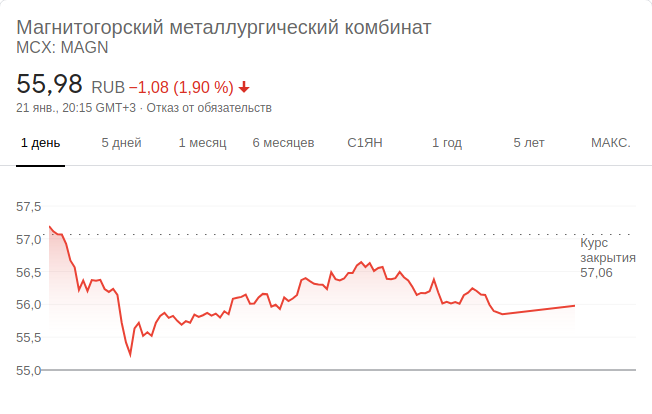 Магнитогорский металлургический комбинат
MCX: MAGN
55,98 RUB −1,08 (1,90 %)
21 янв., 20:15 GMT+3 · Отказ от обязательств
1 день 5 дней 1 месяц 6 месяцев С1ЯН 1 год 5 лет МАКС.
57,5
57,0
56,5
56,0
55,5
55,0
Курс
закрытия
57,06